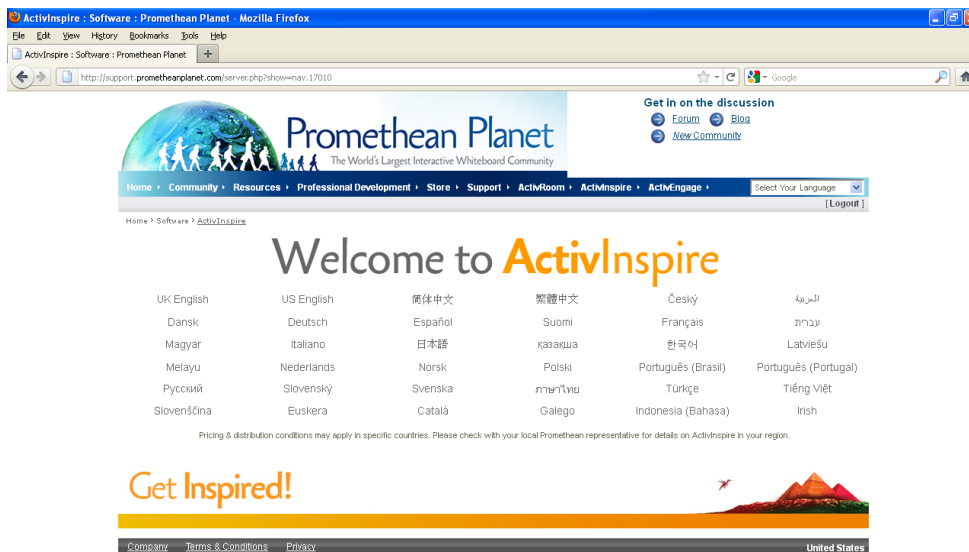 ActivInspire : Software : Promethean Planet - Mozilla Firefox
File Edit View History Bookmarks Tools Help
ActivInspire : Software : Promethean Planet
http://support.prometheanplanet.com/server.php?show=nav.17010
Google
Promethean Planet
The World's Largest Interactive Whiteboard Community
Get in on the discussion
Forum Blog
New Community
Home Community Resources Professional Development Store Support ActivRoom ActivInspire ActivEngage Select Your Language
[ Logout ]
Home > Software > ActivInspire
Welcome to ActivInspire
UK English US English 简体中文 繁體中文 Český العربية
Dansk Deutsch Español Suomi Français עברית
Magyar Italiano 日本語 қазақша 한국어 Latviešu
Melayu Nederlands Norsk Polski Português (Brasil) Português (Portugal)
Русский Slovenský Svenska ภาษาไทย Türkçe Tiếng Việt
Slovenščina Euskera Català Galego Indonesia (Bahasa) Irish
Pricing & distribution conditions may apply in specific countries. Please check with your local Promethean representative for details on ActivInspire in your region.
Get Inspired!
Company Terms & Conditions Privacy United States